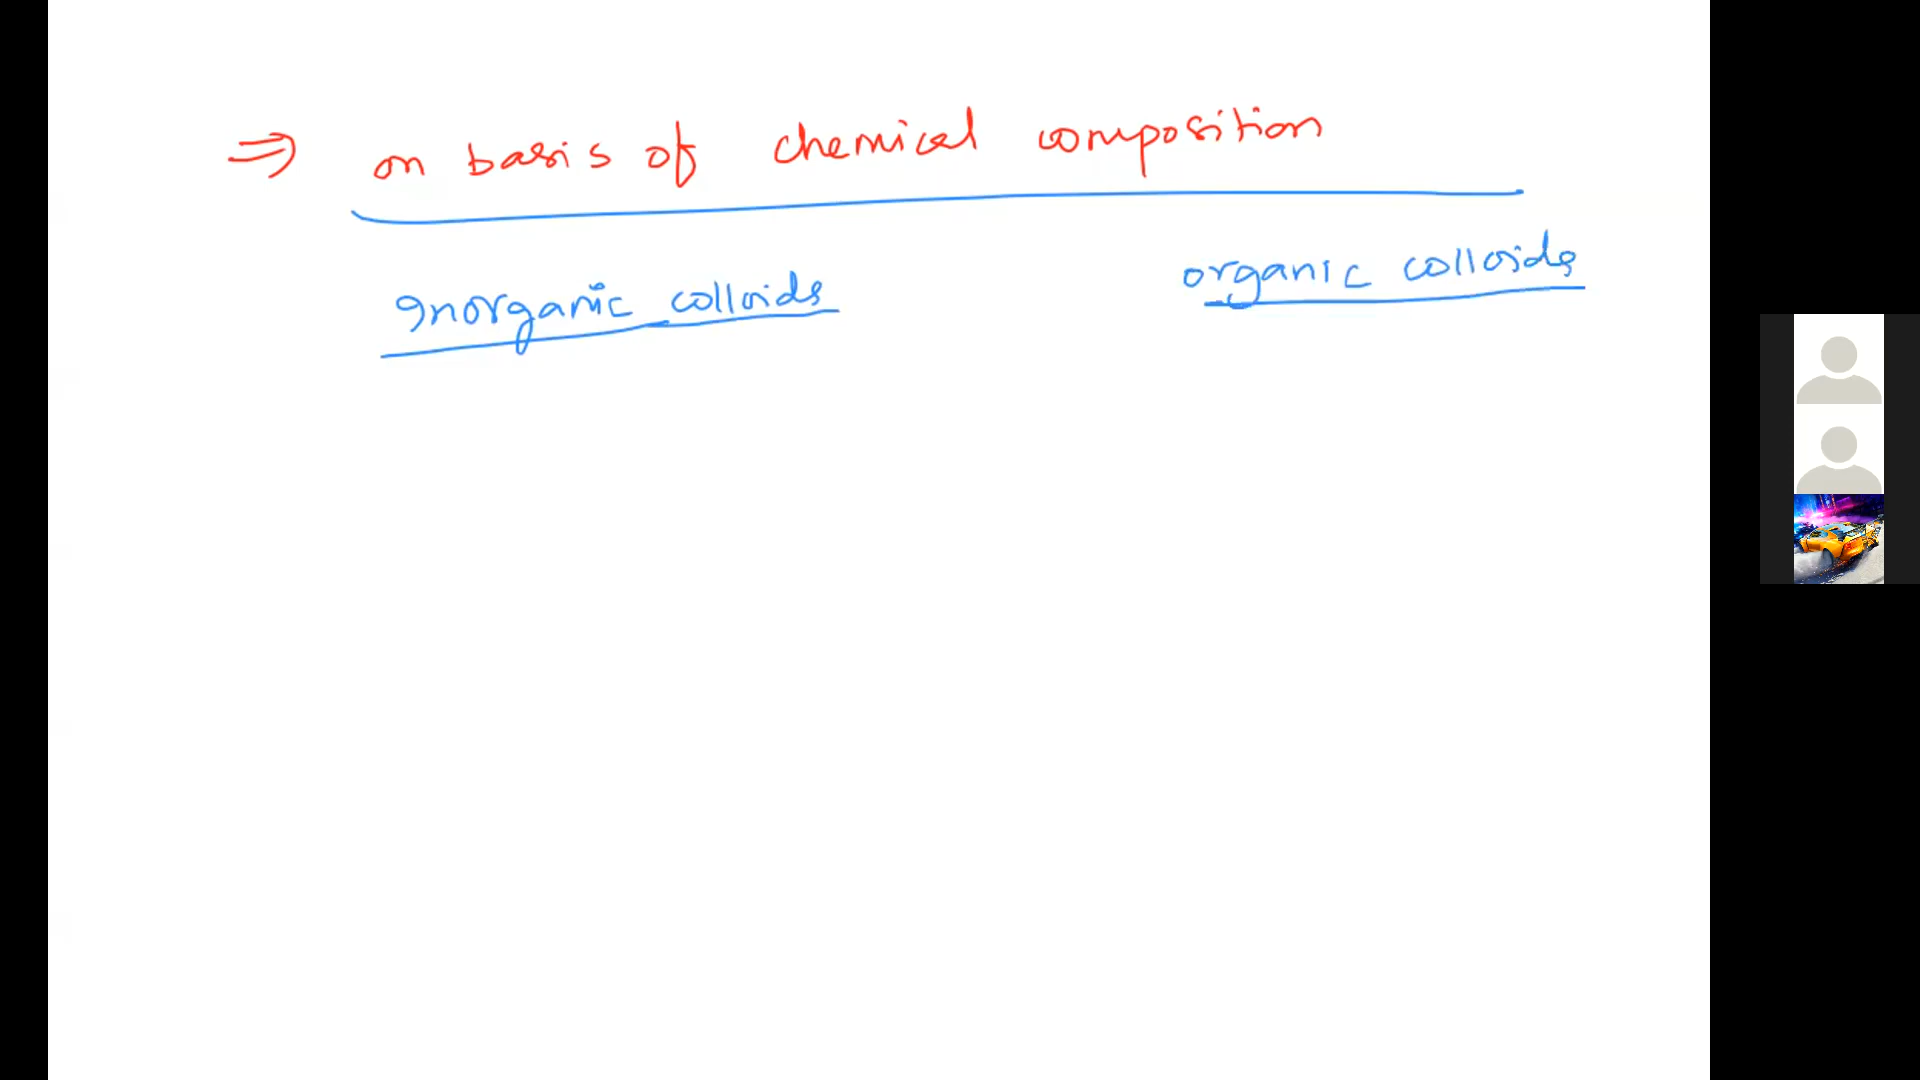 ⇒ on basis of chemical composition
Inorganic colloids
organic colloids